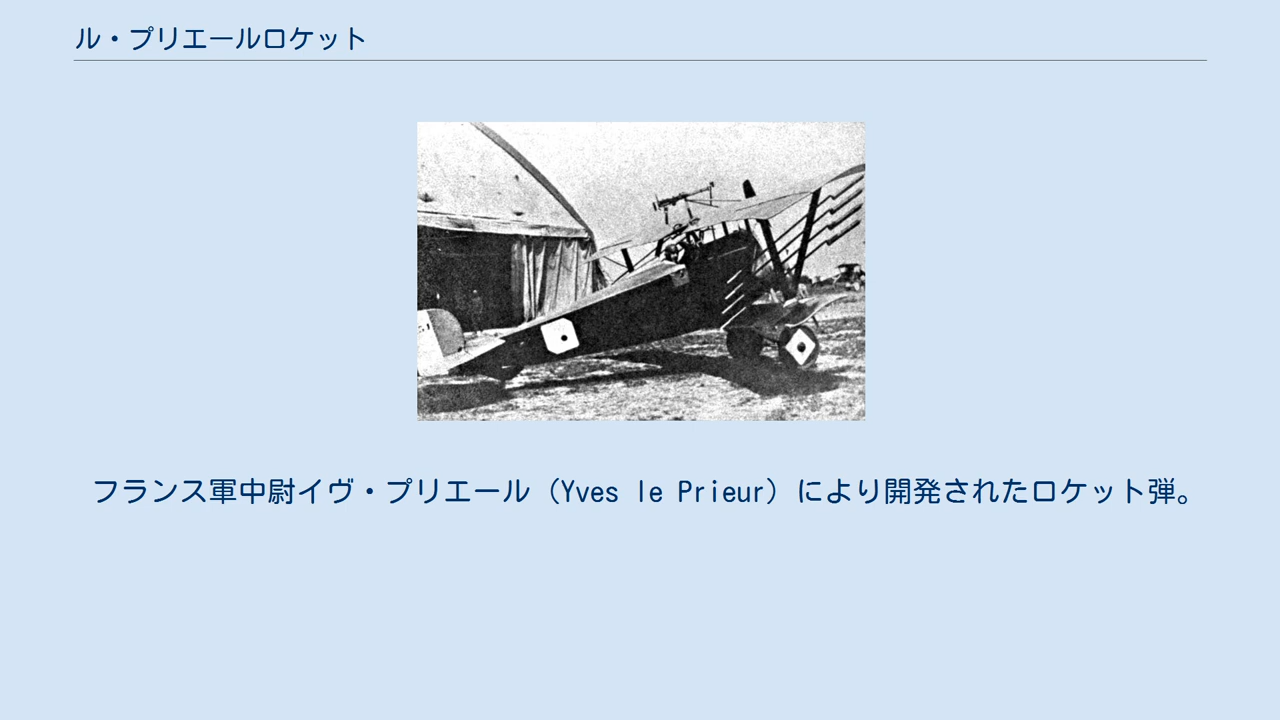 ル・プリエールロケット
フランス軍中尉イヴ・プリエール（Yves le Prieur）により開発されたロケット弾。